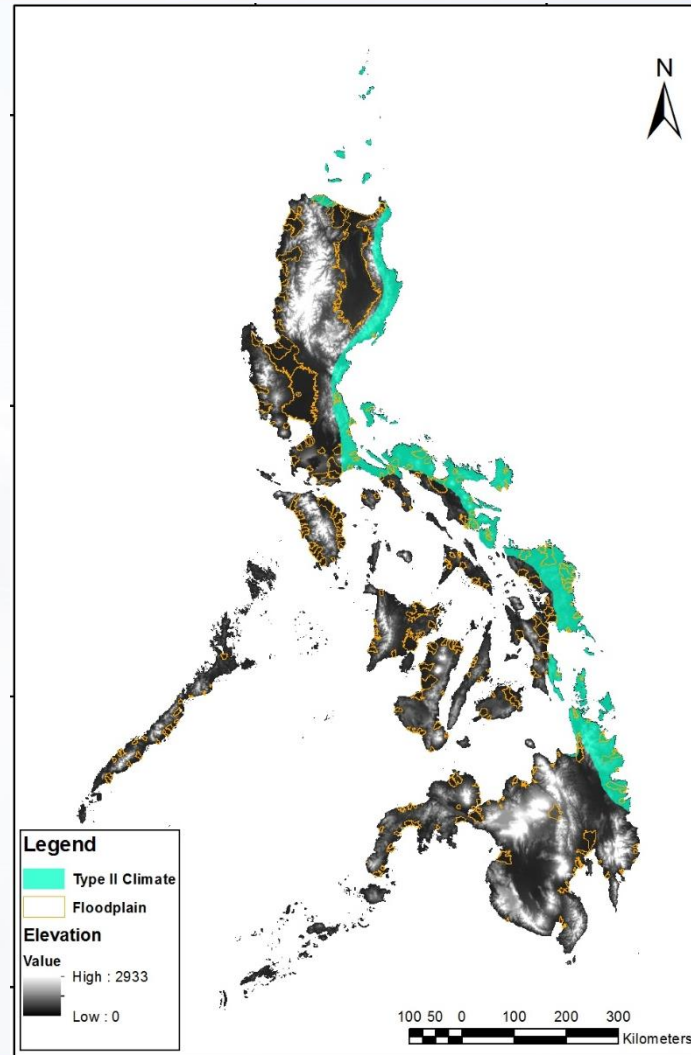 N
Legend
Type II Climate
Floodplain
Elevation
Value
High : 2933
Low : 0
100 50 0 100 200 300
Kilometers